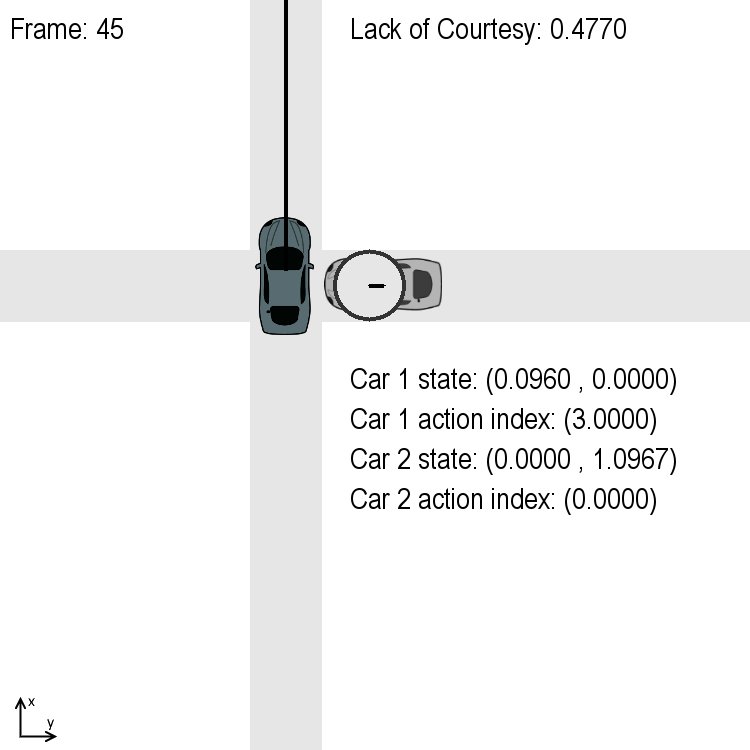 Frame: 45
Lack of Courtesy: 0.4770
Car 1 state: (0.0960 , 0.0000)
Car 1 action index: (3.0000)
Car 2 state: (0.0000 , 1.0967)
Car 2 action index: (0.0000)
x
y